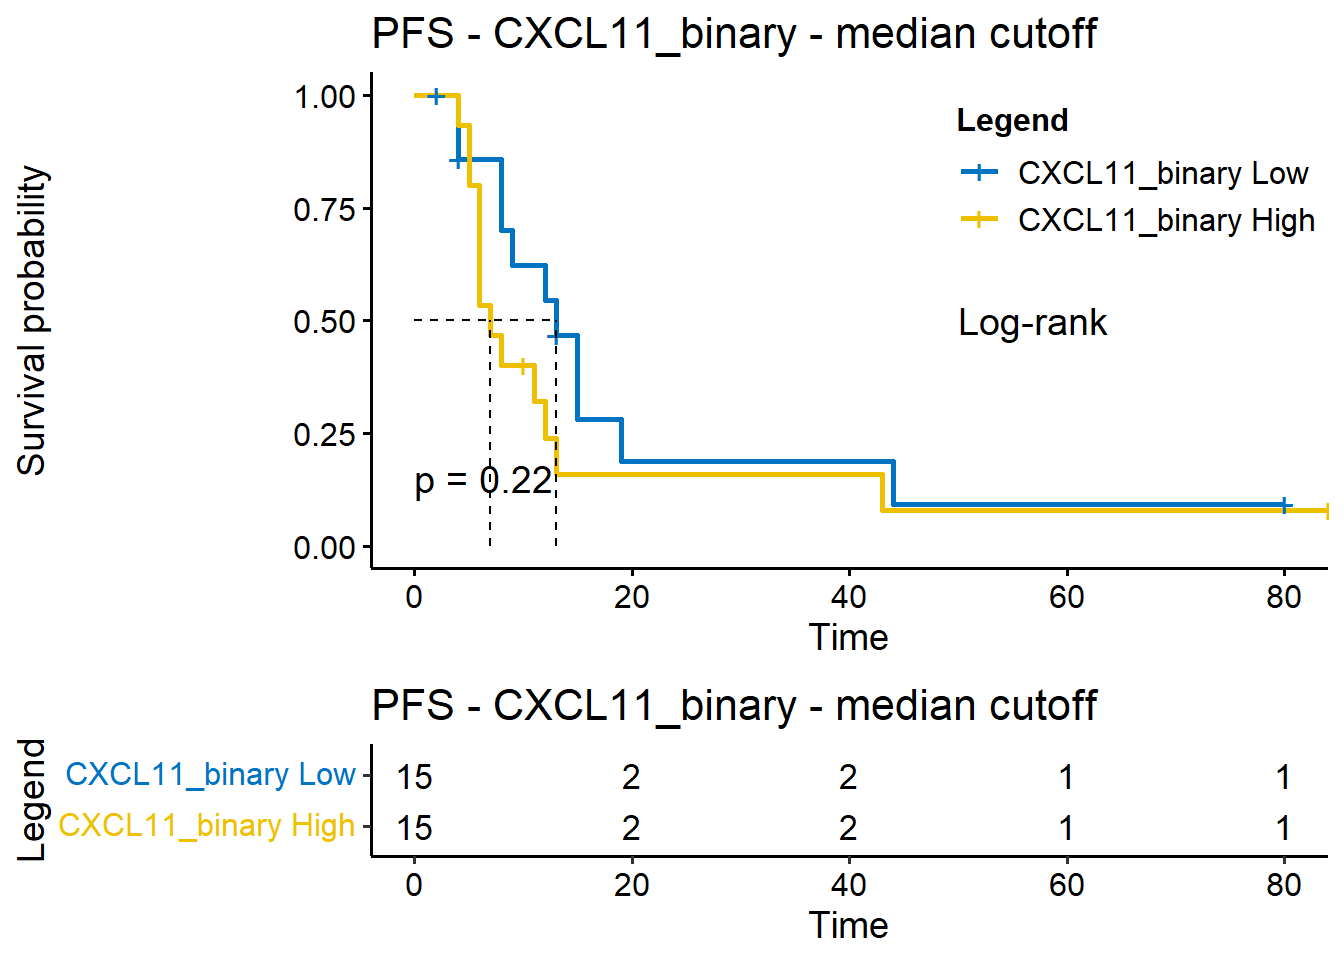 PFS - CXCL11_binary - median cutoff
Survival probability
1.00
0.75
0.50
0.25
0.00
Legend
CXCL11_binary Low
CXCL11_binary High
Log-rank
p = 0.22
0 20 40 60 80
Time
PFS - CXCL11_binary - median cutoff
Legend
CXCL11_binary Low 15 2 2 1 1
CXCL11_binary High 15 2 2 1 1
0 20 40 60 80
Time